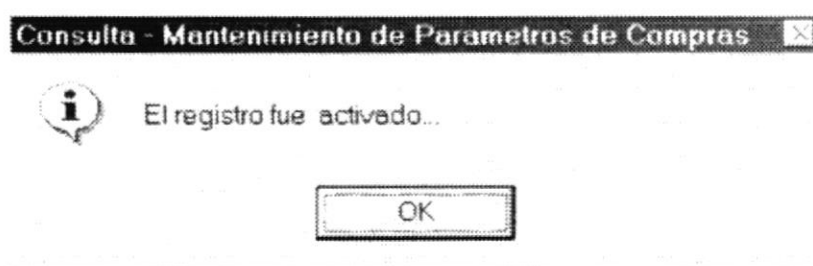 Consulta - Mantenimiento de Parametros de Compras
El registro fue activado...
OK